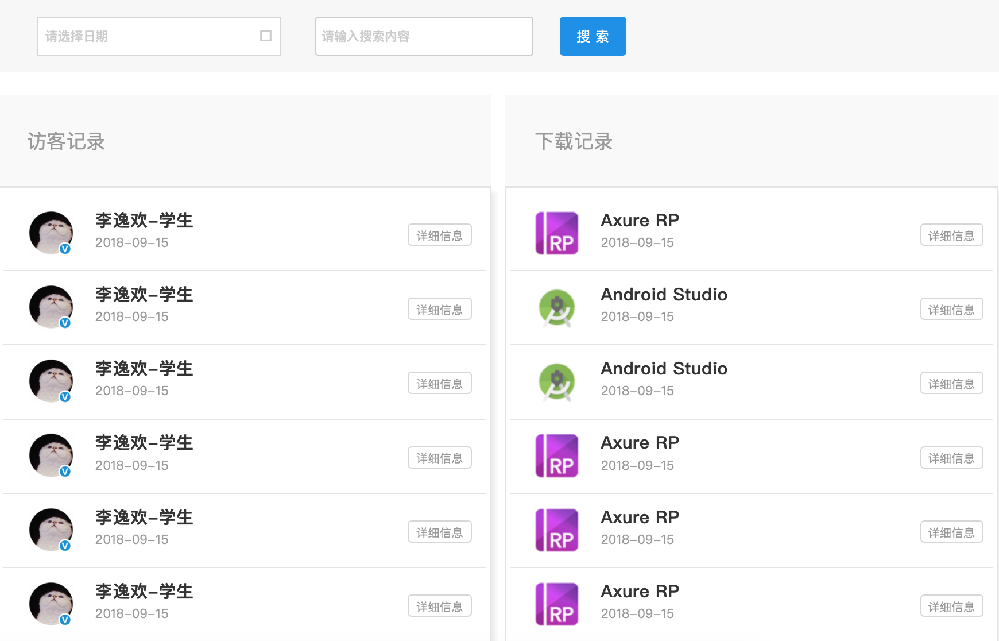 请选择日期
请输入搜索内容
搜 索
访客记录
李逸欢-学生
2018-09-15
详细信息
李逸欢-学生
2018-09-15
详细信息
李逸欢-学生
2018-09-15
详细信息
李逸欢-学生
2018-09-15
详细信息
李逸欢-学生
2018-09-15
详细信息
李逸欢-学生
2018-09-15
详细信息
下载记录
RP
Axure RP
2018-09-15
详细信息
Android Studio
2018-09-15
详细信息
Android Studio
2018-09-15
详细信息
RP
Axure RP
2018-09-15
详细信息
RP
Axure RP
2018-09-15
详细信息
RP
Axure RP
2018-09-15
详细信息